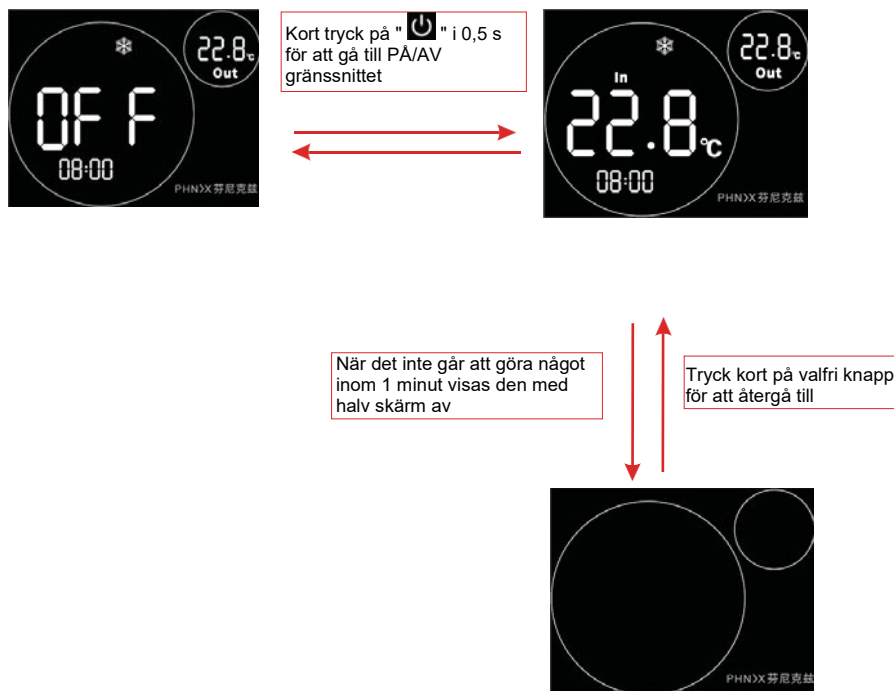 22.8℃
Out
OFF
08:00
PHNIX芬尼克兹
Kort tryck på " " i 0,5 s
för att gå till PÅ/AV
gränssnittet
22.8℃
Out
In
22.8℃
08:00
PHNIX芬尼克兹
När det inte går att göra något
inom 1 minut visas den med
halv skärm av
Tryck kort på valfri knapp
för att återgå till
PHNIX芬尼克兹